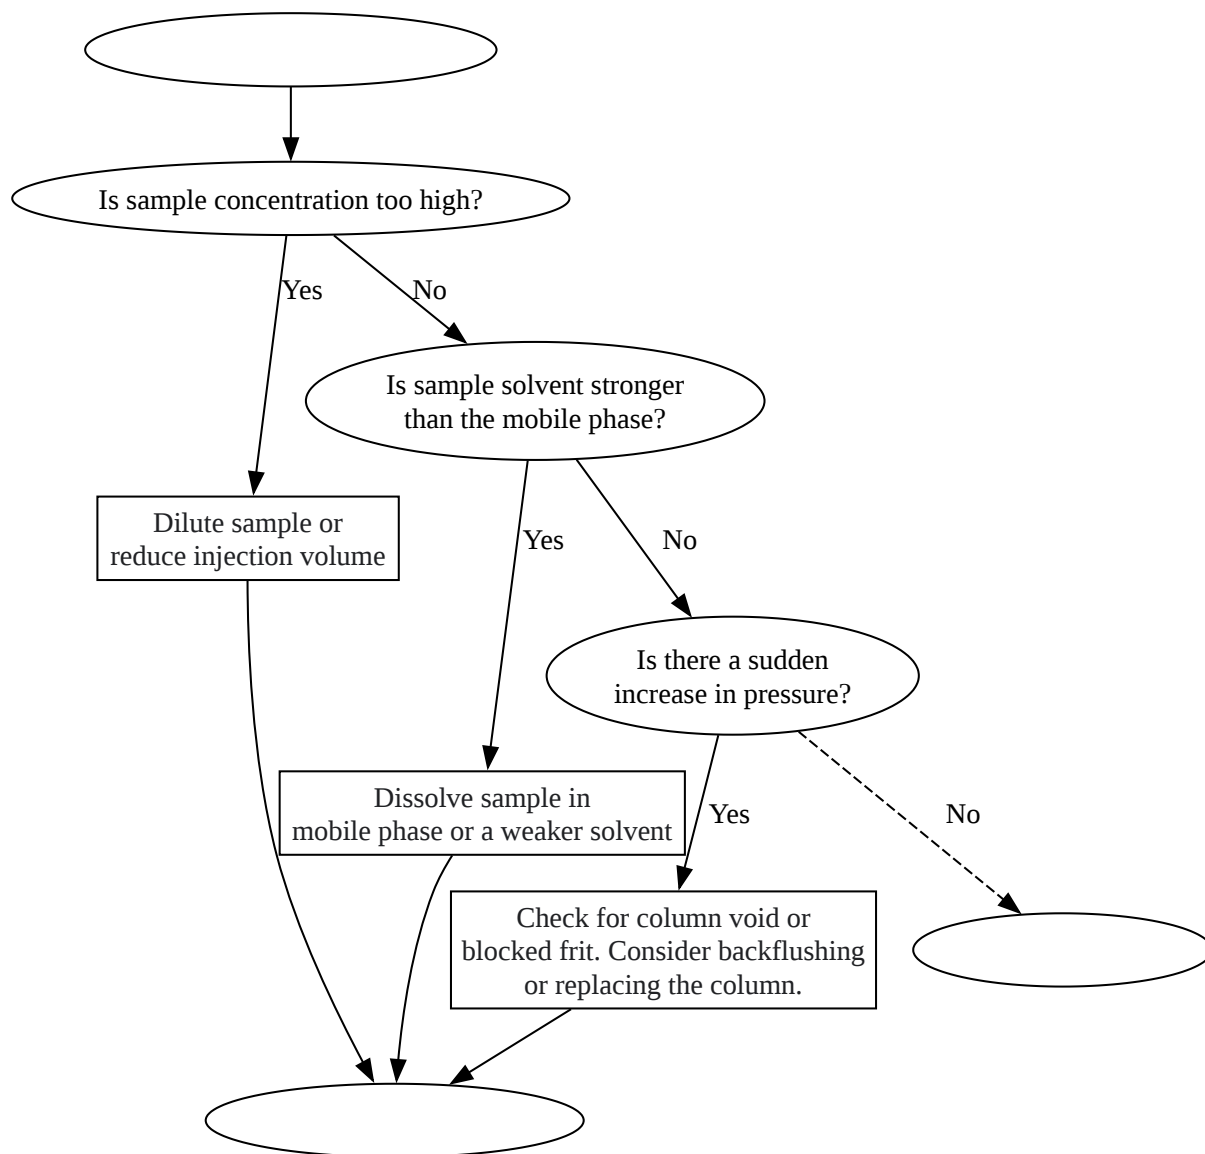 Is sample concentration too high?
Yes
No
Is sample solvent stronger
than the mobile phase?
Dilute sample or
reduce injection volume
Yes
No
Is there a sudden
increase in pressure?
Dissolve sample in
mobile phase or a weaker solvent
Yes
No
Check for column void or
blocked frit. Consider backflushing
or replacing the column.